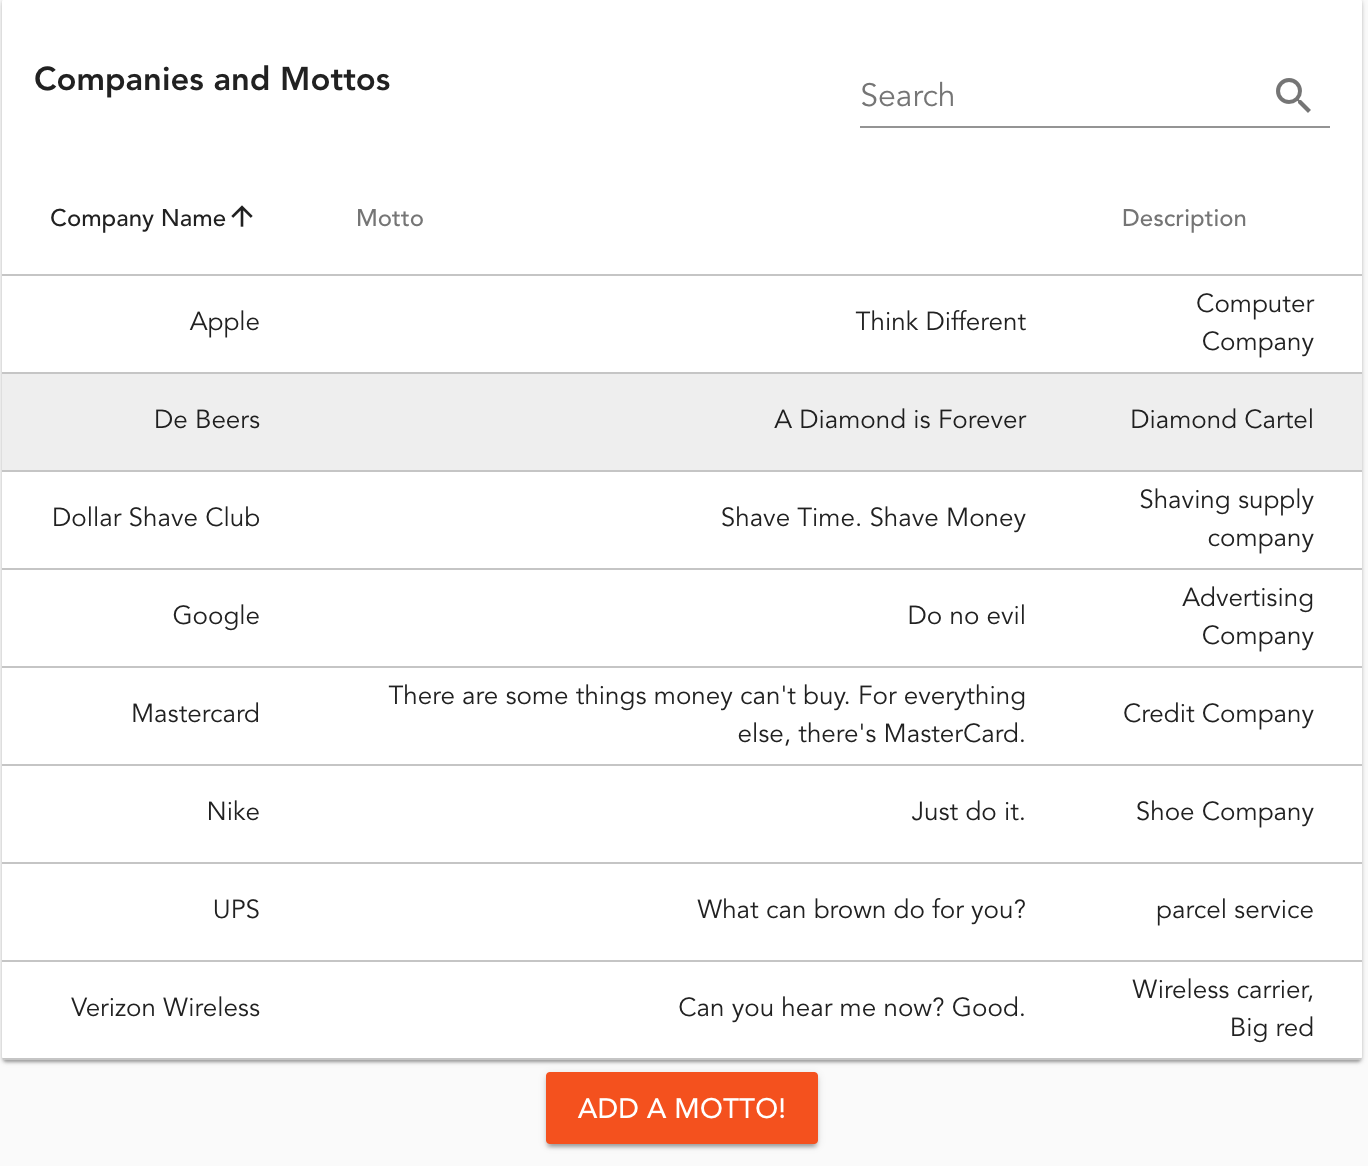 Companies and Mottos
Search
Company Name Motto Description
Apple Think Different Computer
Company
De Beers A Diamond is Forever Diamond Cartel
Dollar Shave Club Shave Time. Shave Money Shaving supply
company
Google Do no evil Advertising
Company
Mastercard There are some things money can't buy. For everything
else, there's MasterCard. Credit Company
Nike Just do it. Shoe Company
UPS What can brown do for you? parcel service
Verizon Wireless Can you hear me now? Good. Wireless carrier,
Big red
ADD A MOTTO!